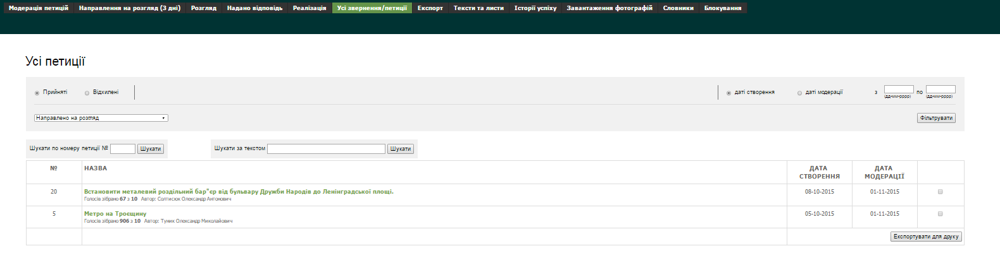 Модерація петицій Направлення на розгляд (3 дні) Розгляд Надано відповідь Реалізація Усі звернення/петиції Експорт Тексти та листи Історії успіху Завантаження фотографій Словники Блокування
Усі петиції
Прийняті Відхилені даті створення даті модерації з по
(дд-мм-рррр) (дд-мм-рррр)
Направлено на розгляд Фільтрувати
Шукати по номеру петиції № Шукати Шукати за текстом Шукати
№ НАЗВА ДАТА СТВОРЕННЯ ДАТА МОДЕРАЦІЇ
20 Встановити металевий роздільний бар"єр від бульвару Дружби Народів до Ленінградської площі. 08-10-2015 01-11-2015
Голосів зібрано 67 з 10 Автор: Солтисюк Олександр Антонович
5 Метро на Троєщину 05-10-2015 01-11-2015
Голосів зібрано 906 з 10 Автор: Туник Олександр Миколайович
Експортувати для друку